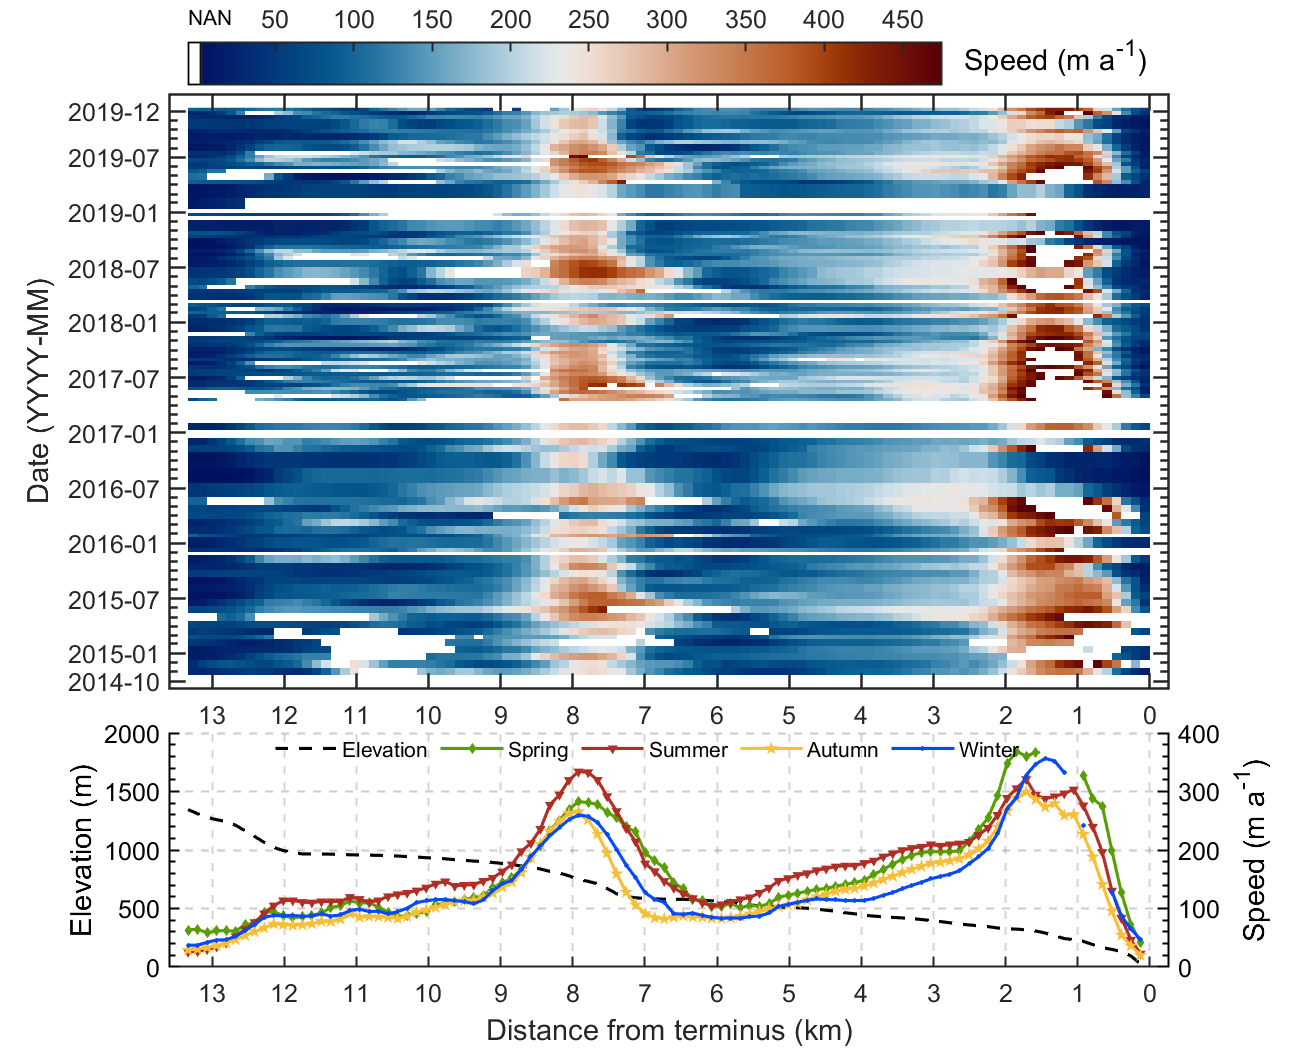 NAN 50 100 150 200 250 300 350 400 450
Speed (m a⁻¹)
Date (YYYY-MM)
2019-12
2019-07
2019-01
2018-07
2018-01
2017-07
2017-01
2016-07
2016-01
2015-07
2015-01
2014-10
13 12 11 10 9 8 7 6 5 4 3 2 1 0
Elevation (m)
2000
1500
1000
500
0
Elevation Spring Summer Autumn Winter
400
300
200
100
0
Speed (m a⁻¹)
13 12 11 10 9 8 7 6 5 4 3 2 1 0
Distance from terminus (km)